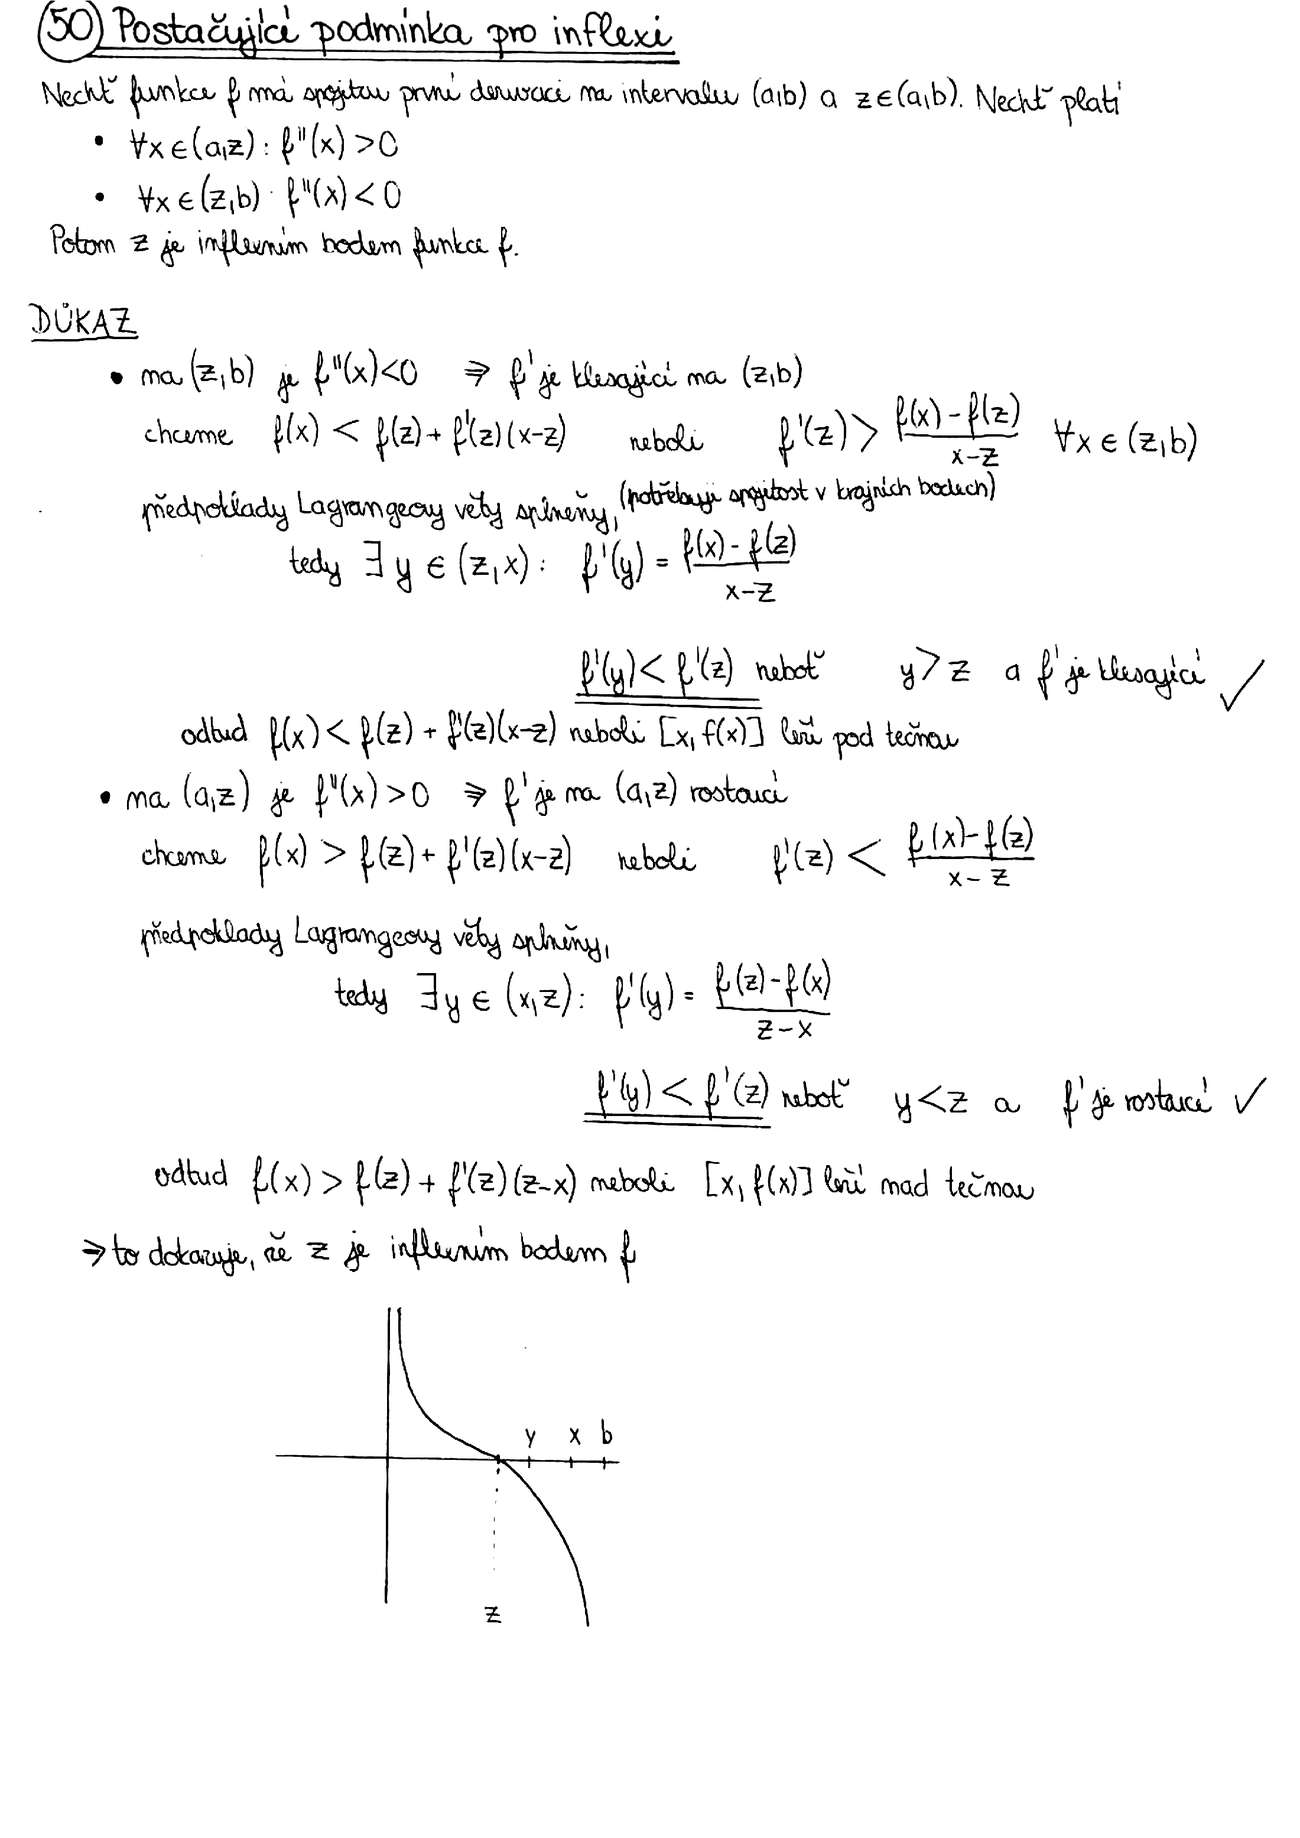 50 Postačující podmínka pro inflexi
Nechť funkce f má spojitou první derivaci na intervalu (a,b) a z∈(a,b). Nechť platí
• ∀x∈(a,z): f''(x)>0
• ∀x∈(z,b) f''(x)<0
Potom z je inflexním bodem funkce f.
DŮKAZ
• na (z,b) je f''(x)<0 ⇒ f' je klesající na (z,b)
chceme f(x) < f(z) + f'(z)(x-z) neboli f'(z) > (f(x)-f(z))/(x-z) ∀x∈(z,b)
předpoklady Lagrangeovy věty splněny, (potřebuji spojitost v krajních bodech)
tedy ∃y∈(z,x): f'(y) = (f(x)-f(z))/(x-z)
f'(y) < f'(z) neboť y>z a f' je klesající ✓
odtud f(x) < f(z) + f'(z)(x-z) neboli [x,f(x)] leží pod tečnou
• na (a,z) je f''(x)>0 ⇒ f' je na (a,z) rostoucí
chceme f(x) > f(z) + f'(z)(x-z) neboli f'(z) < (f(x)-f(z))/(x-z)
předpoklady Lagrangeovy věty splněny,
tedy ∃y∈(x,z): f'(y) = (f(z)-f(x))/(z-x)
f'(y) < f'(z) neboť y<z a f' je rostoucí ✓
odtud f(x) > f(z) + f'(z)(z-x) neboli [x,f(x)] leží nad tečnou
⇒ to dokazuje, že z je inflexním bodem f
y x b
z